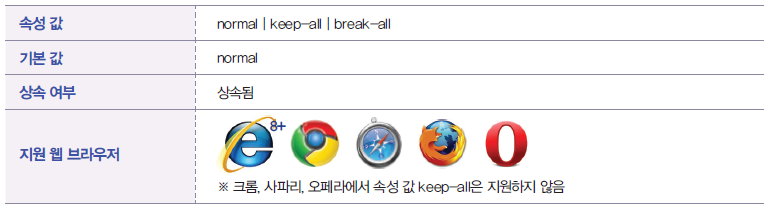 속성 값 normal | keep-all | break-all
기본 값 normal
상속 여부 상속됨
지원 웹 브라우저 8+
※ 크롬, 사파리, 오페라에서 속성 값 keep-all은 지원하지 않음